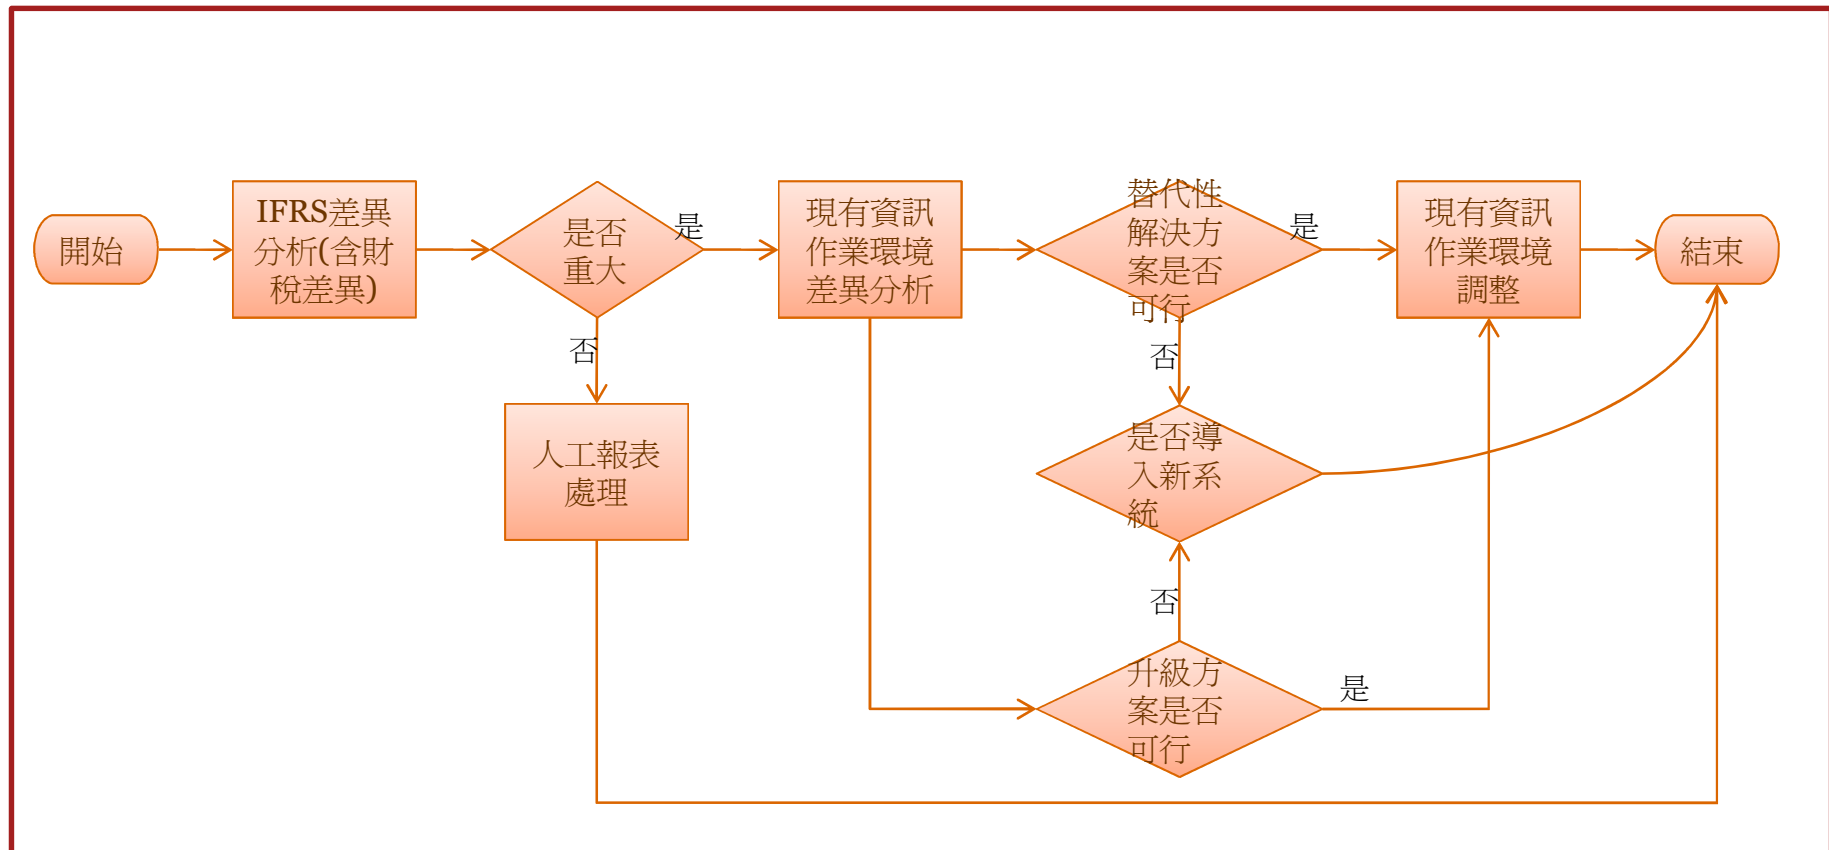 開始
IFRS差異
分析(含財
稅差異)
是否
重大
是
否
人工報表
處理
現有資訊
作業環境
差異分析
替代性
解決方
案是否
可行
是
否
是否導
入新系
統
否
升級方
案是否
可行
是
現有資訊
作業環境
調整
結束